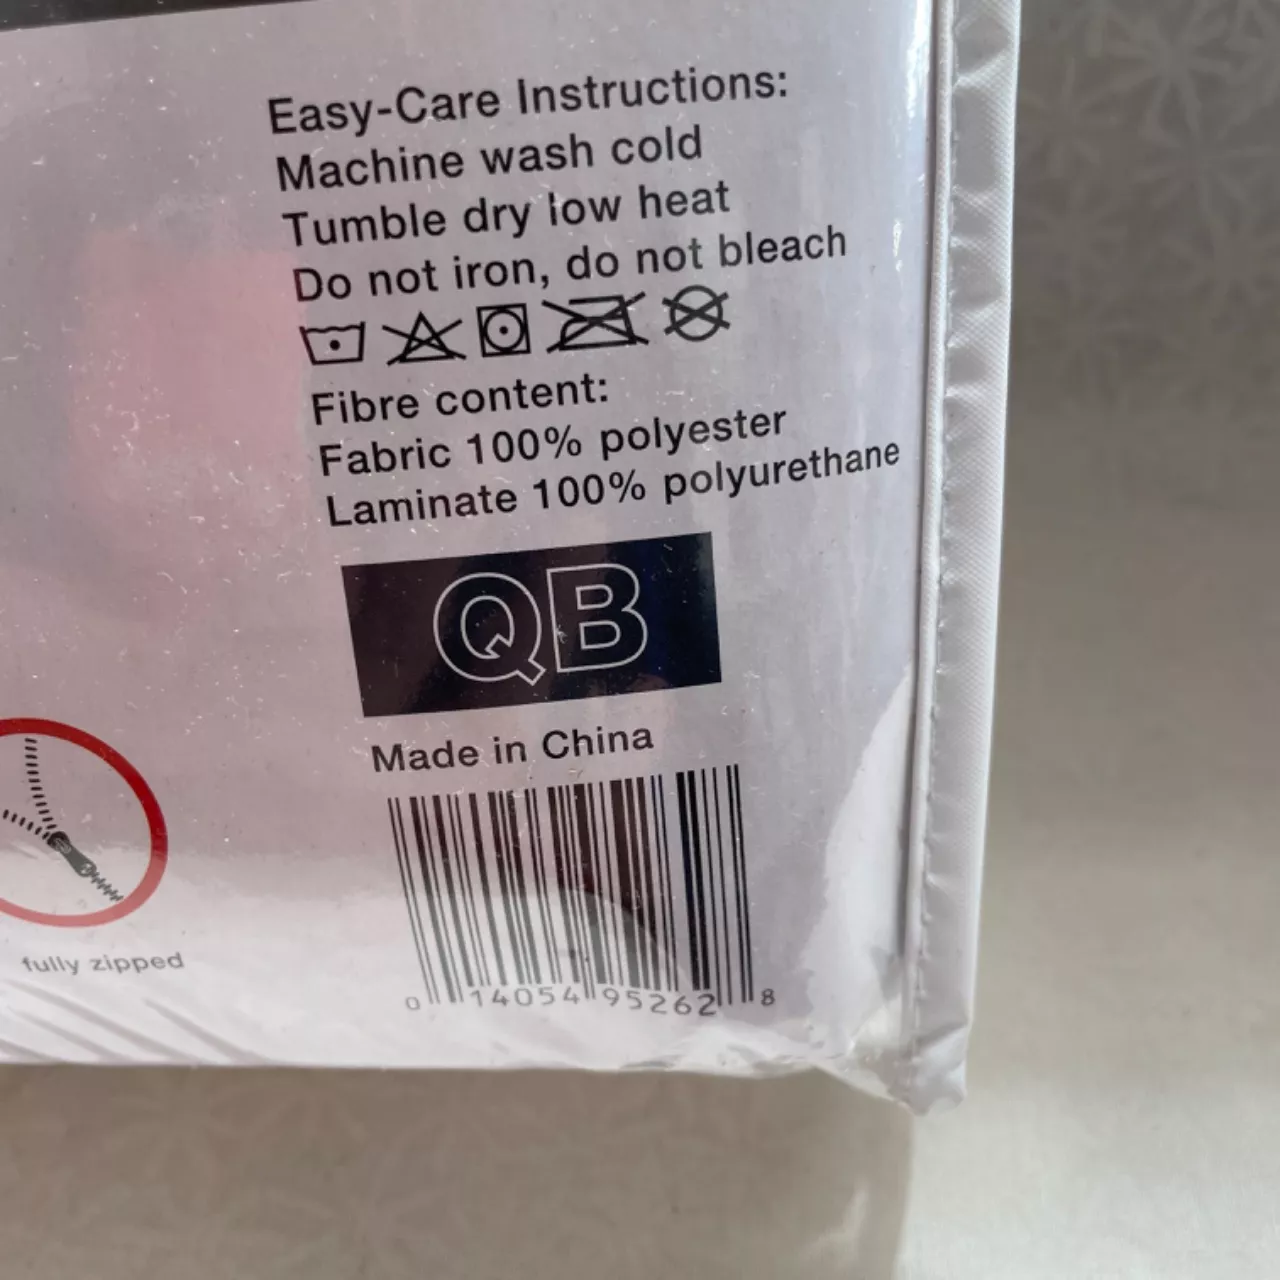 Easy-Care Instructions:
Machine wash cold
Tumble dry low heat
Do not iron, do not bleach
Fibre content:
Fabric 100% polyester
Laminate 100% polyurethane
QB
Made in China
fully zipped
0 14054 95262 8